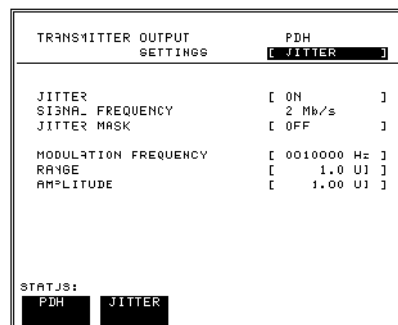 TRANSMITTER OUTPUT PDH
SETTINGS [ JITTER ]
JITTER [ ON ]
SIGNAL FREQUENCY 2 Mb/s
JITTER MASK [ OFF ]
MODULATION FREQUENCY [ 0010000 Hz ]
RANGE [ 1.0 UI ]
AMPLITUDE [ 1.00 UI ]
STATUS:
PDH JITTER